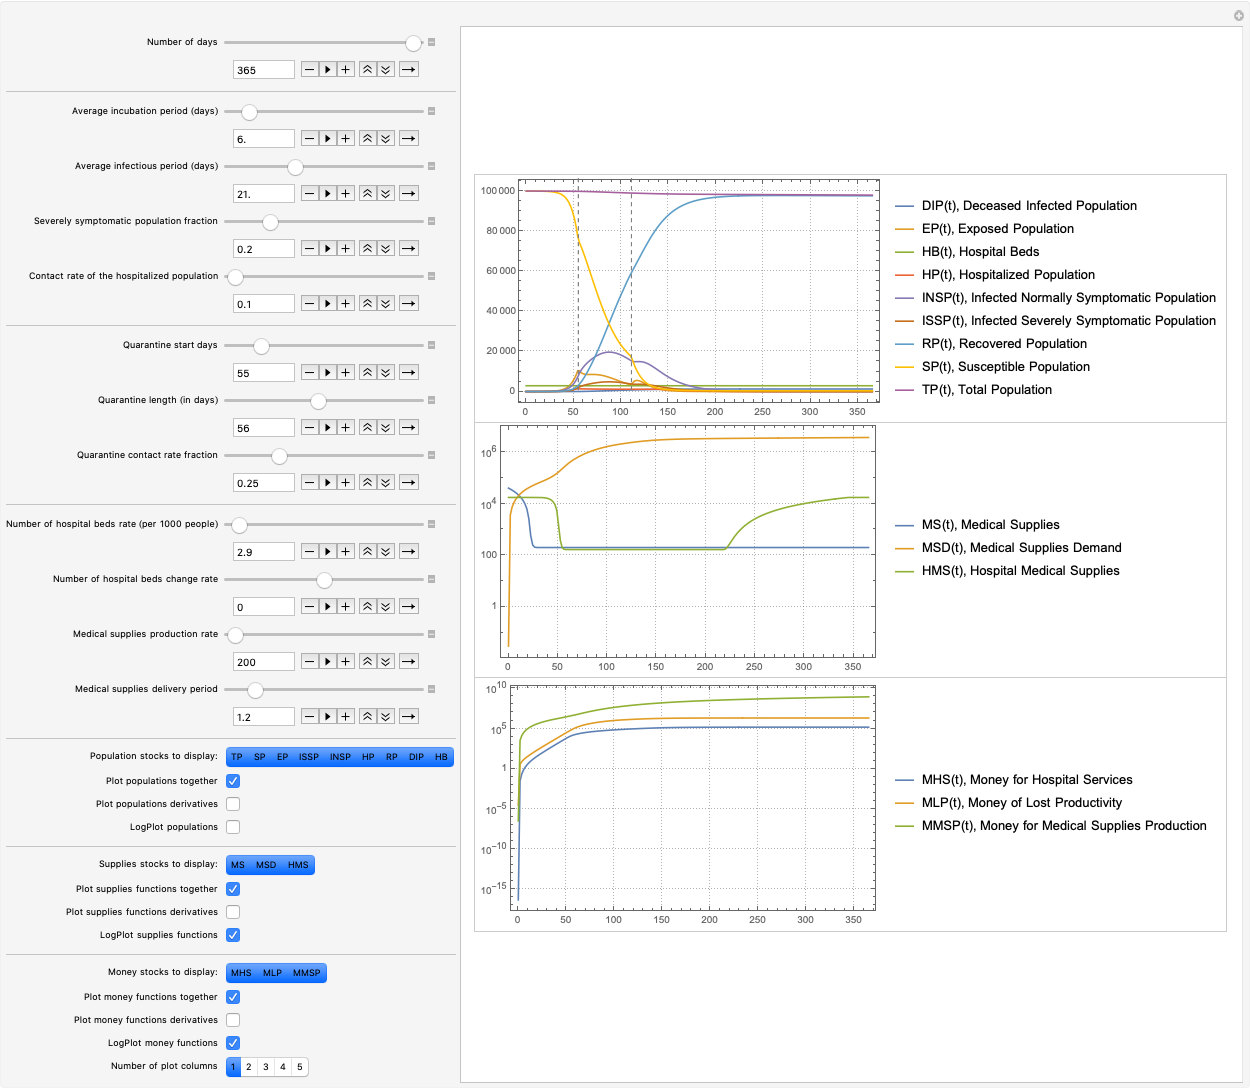 Number of days
365
Average incubation period (days)
6.
Average infectious period (days)
21.
Severely symptomatic population fraction
0.2
Contact rate of the hospitalized population
0.1
Quarantine start days
55
Quarantine length (in days)
56
Quarantine contact rate fraction
0.25
Number of hospital beds rate (per 1000 people)
2.9
Number of hospital beds change rate
0
Medical supplies production rate
200
Medical supplies delivery period
1.2
Population stocks to display: TP SP EP ISSP INSP HP RP DIP HB
Plot populations together
Plot populations derivatives
LogPlot populations
Supplies stocks to display: MS MSD HMS
Plot supplies functions together
Plot supplies functions derivatives
LogPlot supplies functions
Money stocks to display: MHS MLP MMSP
Plot money functions together
Plot money functions derivatives
LogPlot money functions
Number of plot columns 1 2 3 4 5
100 000
80 000
60 000
40 000
20 000
0
0 50 100 150 200 250 300 350
DIP(t), Deceased Infected Population
EP(t), Exposed Population
HB(t), Hospital Beds
HP(t), Hospitalized Population
INSP(t), Infected Normally Symptomatic Population
ISSP(t), Infected Severely Symptomatic Population
RP(t), Recovered Population
SP(t), Susceptible Population
TP(t), Total Population
10⁶
10⁴
100
1
0 50 100 150 200 250 300 350
MS(t), Medical Supplies
MSD(t), Medical Supplies Demand
HMS(t), Hospital Medical Supplies
10¹⁰
10⁵
1
10⁻⁵
10⁻¹⁰
10⁻¹⁵
0 50 100 150 200 250 300 350
MHS(t), Money for Hospital Services
MLP(t), Money of Lost Productivity
MMSP(t), Money for Medical Supplies Production